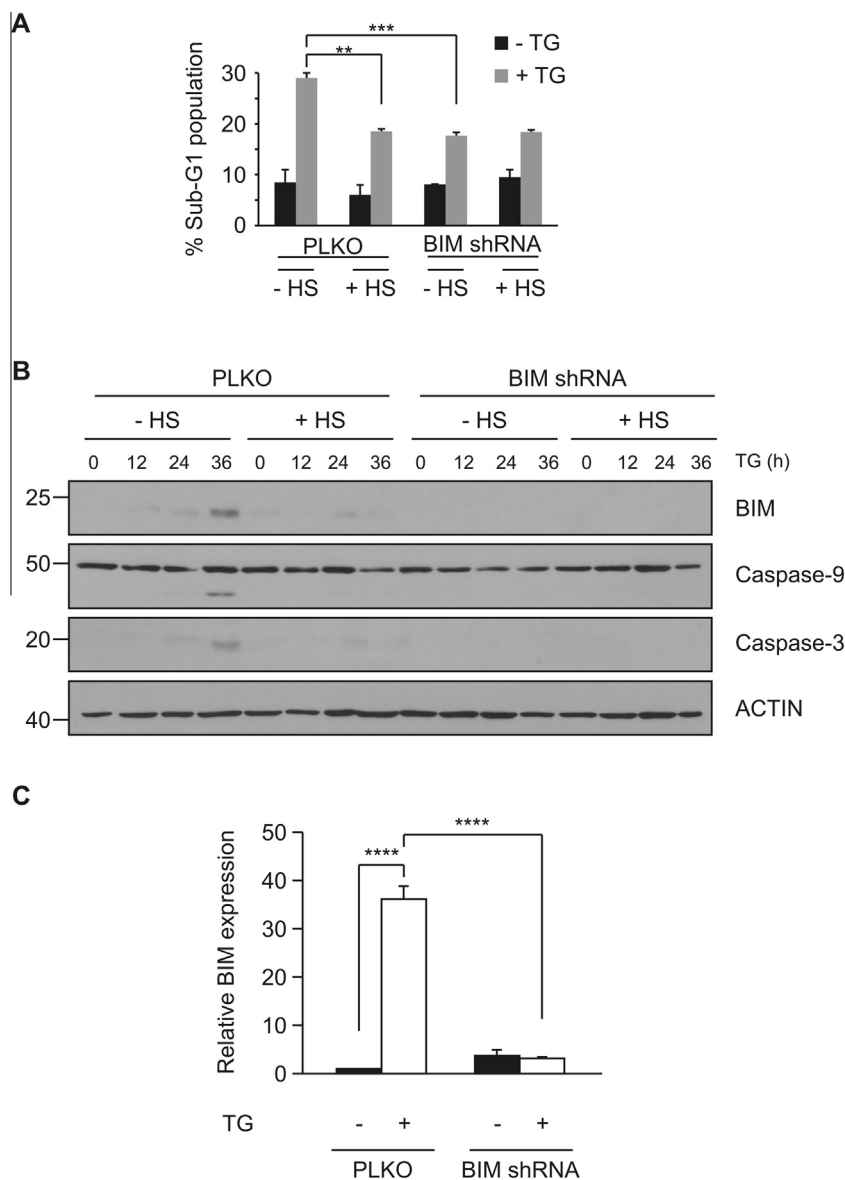 A
***
- TG
**
+ TG
% Sub-G1 population
30
20
10
0
PLKO BIM shRNA
- HS + HS - HS + HS
B
PLKO BIM shRNA
- HS + HS - HS + HS
0 12 24 36 0 12 24 36 0 12 24 36 0 12 24 36 TG (h)
25 BIM
50 Caspase-9
20 Caspase-3
40 ACTIN
C
Relative BIM expression
50
****
****
40
30
20
10
0
TG - + - +
PLKO BIM shRNA